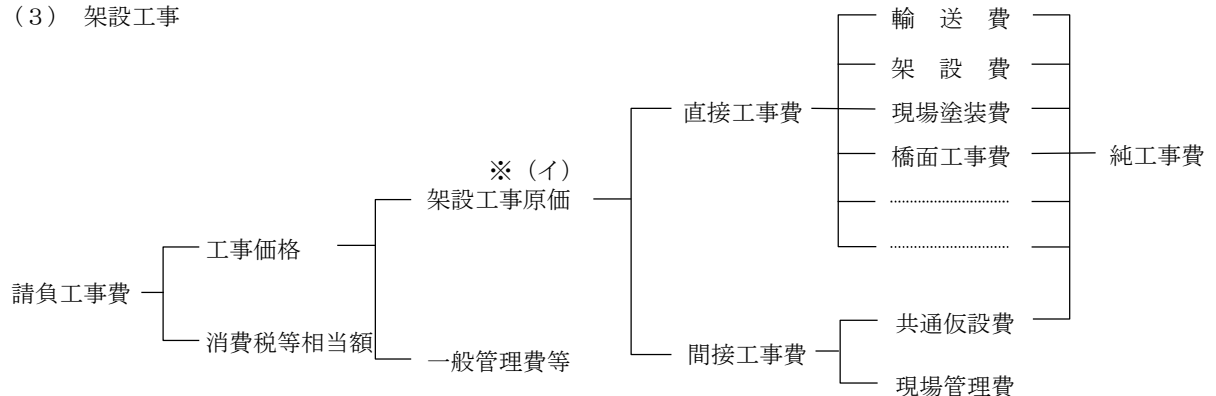 （３） 架設工事
輸 送 費
架 設 費
直接工事費
現場塗装費
橋面工事費
純工事費
※（イ）
架設工事原価
..............................
工事価格
..............................
請負工事費
共通仮設費
消費税等相当額
一般管理費等
間接工事費
現場管理費